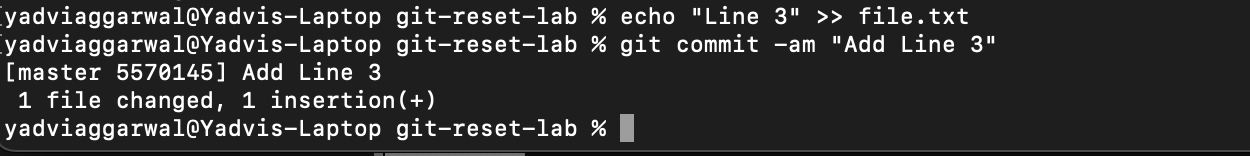 [yadviaggarwal@Yadvis-Laptop git-reset-lab % echo "Line 3" >> file.txt
[yadviaggarwal@Yadvis-Laptop git-reset-lab % git commit -am "Add Line 3"
[master 5570145] Add Line 3
 1 file changed, 1 insertion(+)
yadviaggarwal@Yadvis-Laptop git-reset-lab %